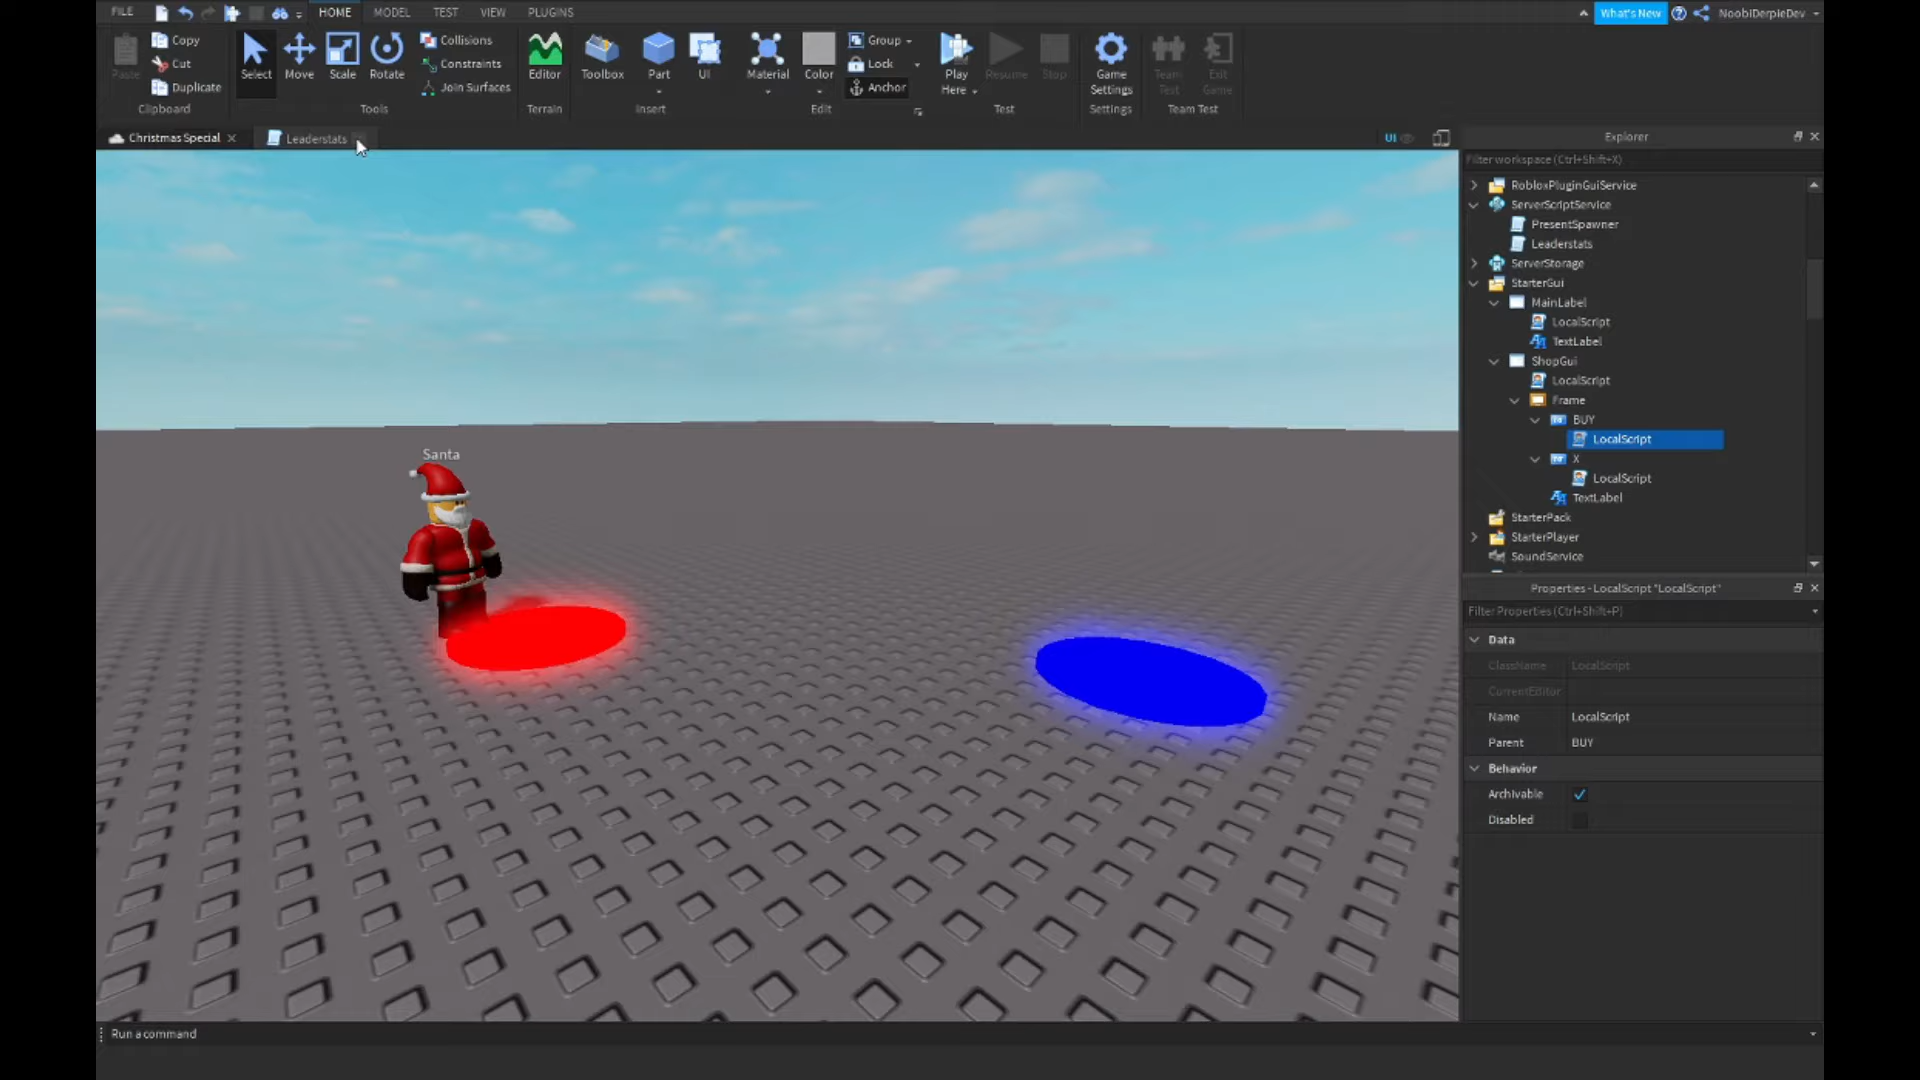 FILE HOME MODEL TEST VIEW PLUGINS What's New NoobiDerpieDev
Copy
Cut
Duplicate
Paste
Clipboard
Select Move Scale Rotate
Collisions
Constraints
Join Surfaces
Tools
Editor
Terrain
Toolbox Part UI
Insert
Material Color
Group
Lock
Anchor
Edit
Play
Here
Resume Stop
Test
Game
Settings
Settings
Team
Test
Exit
Game
Team Test
Christmas Special Leaderstats UI
Santa
Explorer
Filter workspace (Ctrl+Shift+X)
RobloxPluginGuiService
ServerScriptService
PresentSpawner
Leaderstats
ServerStorage
StarterGui
MainLabel
LocalScript
TextLabel
ShopGui
LocalScript
Frame
BUY
LocalScript
X
LocalScript
TextLabel
StarterPack
StarterPlayer
SoundService
Properties - LocalScript "LocalScript"
Filter Properties (Ctrl+Shift+P)
Data
ClassName LocalScript
CurrentEditor
Name LocalScript
Parent BUY
Behavior
Archivable
Disabled
Run a command